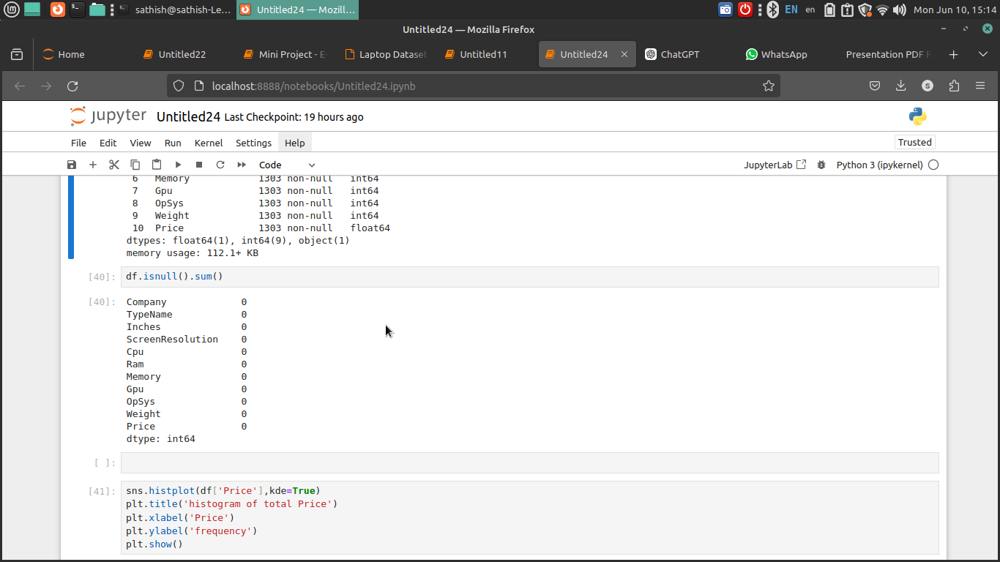 sathish@sathish-Le... Untitled24 — Mozill... EN en Mon Jun 10, 15:14
Untitled24 — Mozilla Firefox
Home Untitled22 Mini Project - E Laptop Dataset Untitled11 Untitled24 ChatGPT WhatsApp Presentation PDF R
localhost:8888/notebooks/Untitled24.ipynb S
jupyter Untitled24 Last Checkpoint: 19 hours ago
File Edit View Run Kernel Settings Help Trusted
Code JupyterLab Python 3 (ipykernel)
6 Memory 1303 non-null int64
7 Gpu 1303 non-null int64
8 OpSys 1303 non-null int64
9 Weight 1303 non-null int64
10 Price 1303 non-null float64
dtypes: float64(1), int64(9), object(1)
memory usage: 112.1+ KB
[40]: df.isnull().sum()
[40]: Company 0
TypeName 0
Inches 0
ScreenResolution 0
Cpu 0
Ram 0
Memory 0
Gpu 0
OpSys 0
Weight 0
Price 0
dtype: int64
[ ]:
[41]: sns.histplot(df['Price'],kde=True)
plt.title('histogram of total Price')
plt.xlabel('Price')
plt.ylabel('frequency')
plt.show()